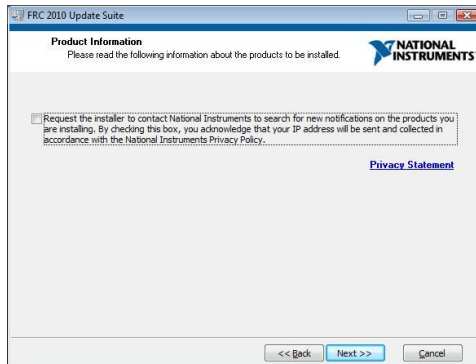 FRC 2010 Update Suite
Product Information
Please read the following information about the products to be installed.
NATIONAL
INSTRUMENTS
Request the installer to contact National Instruments to search for new notifications on the products you
are installing. By checking this box, you acknowledge that your IP address will be sent and collected in
accordance with the National Instruments Privacy Policy.
Privacy Statement
<< Back Next >> Cancel